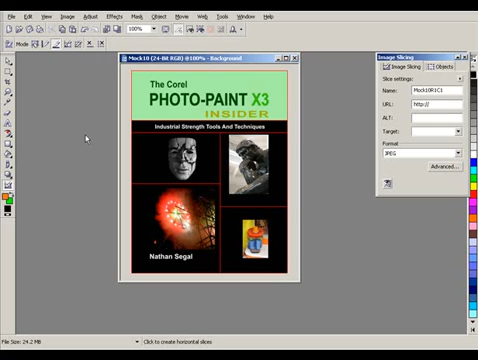 File Edit View Image Adjust Effects Mask Object Movie Web Tools Window Help
100%
Mode
Mock10 (24-Bit RGB) @100% - Background
The Corel
PHOTO-PAINT X3
INSIDER
Industrial Strength Tools And Techniques
Nathan Segal
Image Slicing
Image Slicing Objects
Slice settings:
Name: Mock10R1C1
URL: http://
ALT:
Target:
Format
JPEG
Advanced...
File Size: 24.2 MB
Click to create horizontal slices